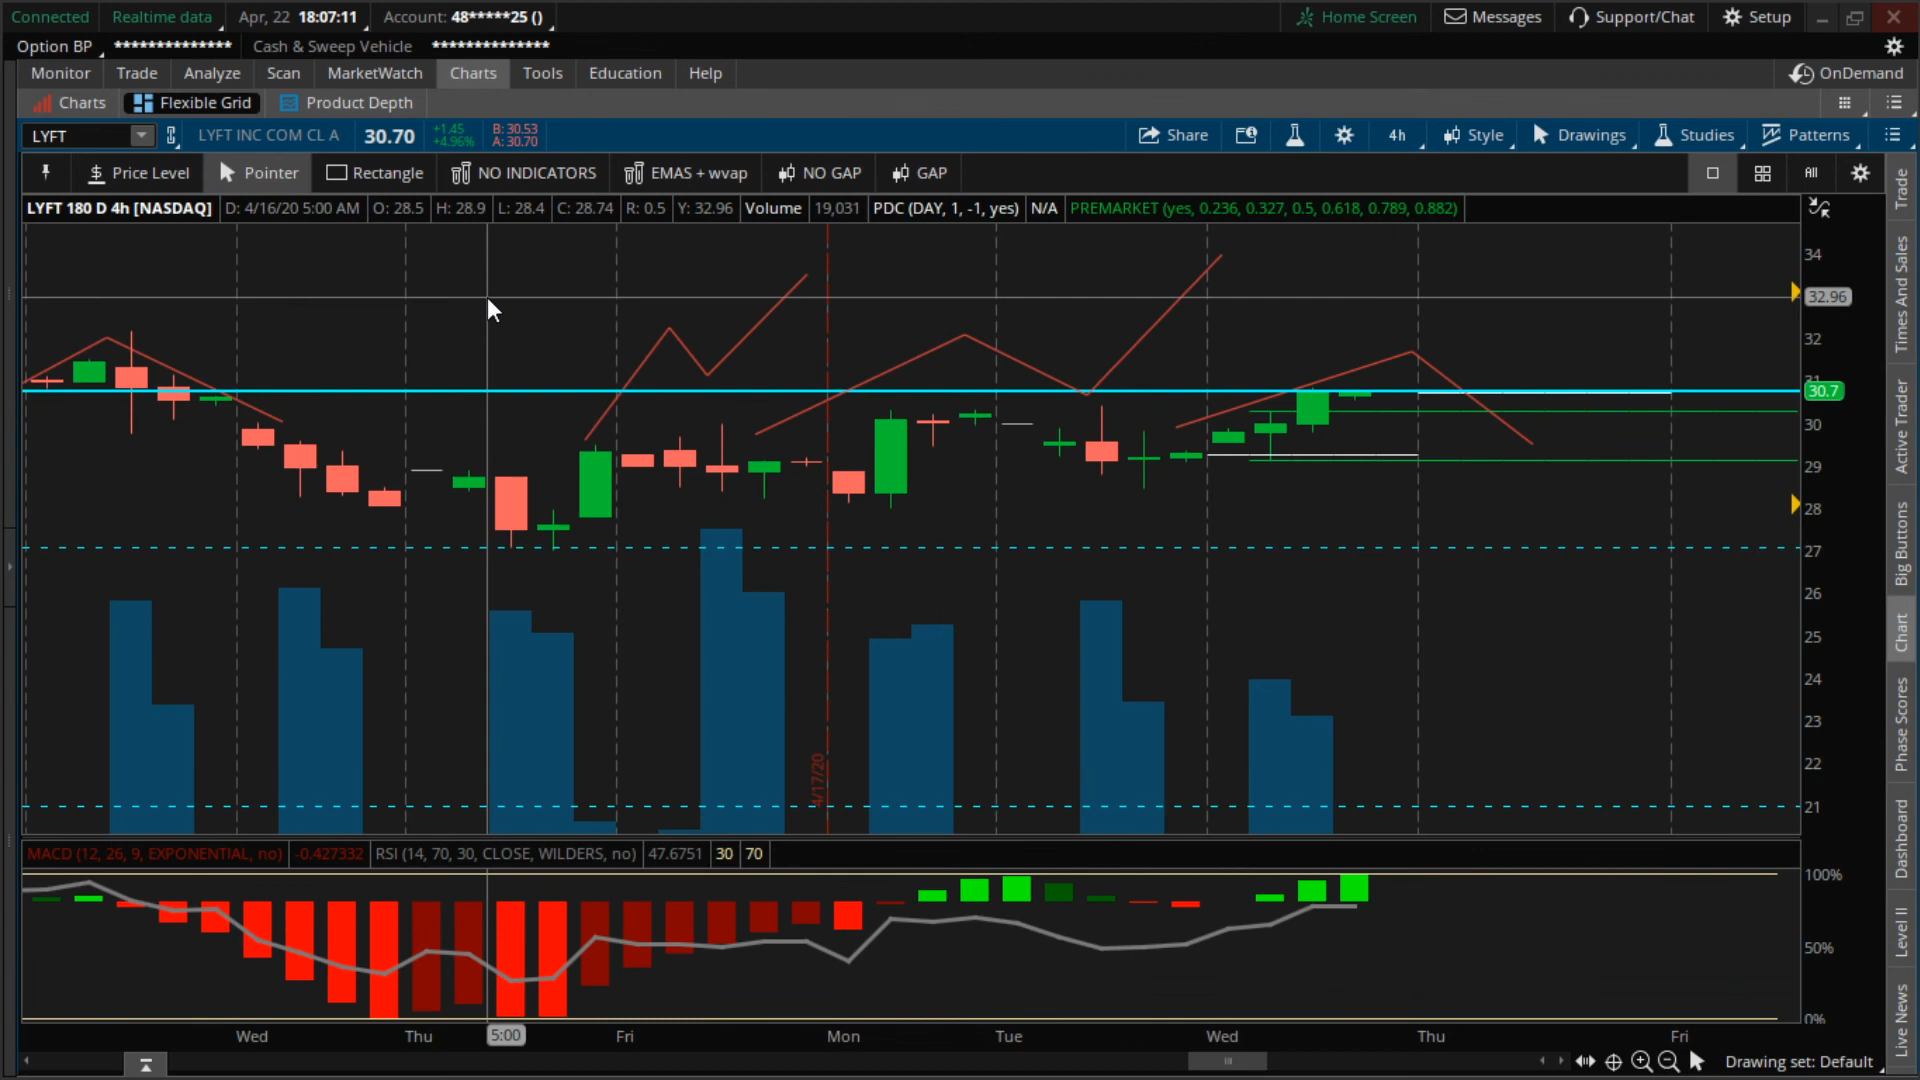 Connected Realtime data Apr, 22 18:07:11 Account: 48*****25 () Home Screen Messages Support/Chat Setup
Option BP ************** Cash & Sweep Vehicle **************
Monitor Trade Analyze Scan MarketWatch Charts Tools Education Help OnDemand
Charts Flexible Grid Product Depth
LYFT LYFT INC COM CL A 30.70 +1.45 B: 30.53 Share 4h Style Drawings Studies Patterns
+4.96% A: 30.70
$ Price Level Pointer Rectangle NO INDICATORS EMAS + wvap NO GAP GAP All
LYFT 180 D 4h [NASDAQ] D: 4/16/20 5:00 AM O: 28.5 H: 28.9 L: 28.4 C: 28.74 R: 0.5 Y: 32.96 Volume 19,031 PDC (DAY, 1, -1, yes) N/A PREMARKET (yes, 0.236, 0.327, 0.5, 0.618, 0.789, 0.882)
34
32.96
32
31
30.7
30
29
28
27
26
25
24
23
22
21
4/17/20
MACD (12, 26, 9, EXPONENTIAL, no) -0.427332 RSI (14, 70, 30, CLOSE, WILDERS, no) 47.6751 30 70
100%
50%
0%
Wed Thu 5:00 Fri Mon Tue Wed Thu Fri
Drawing set: Default
Trade
Times And Sales
Active Trader
Big Buttons
Chart
Phase Scores
Dashboard
Level II
Live News